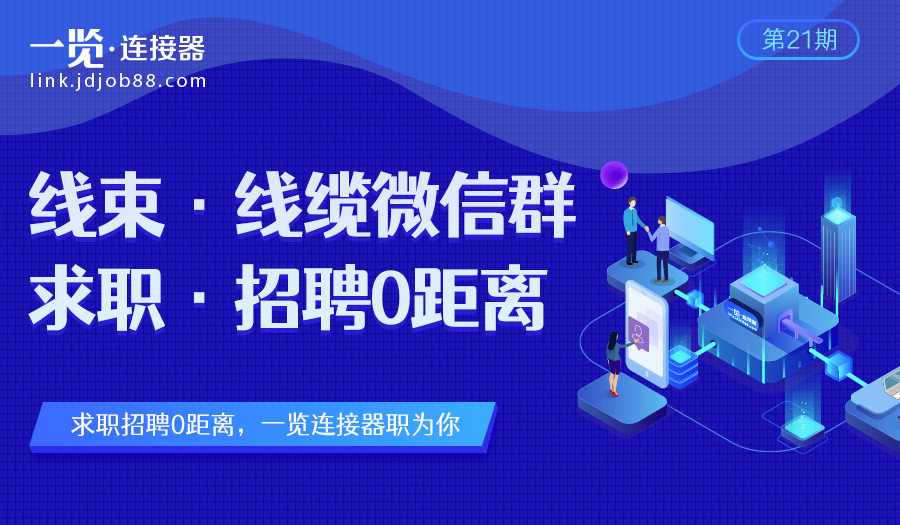 一览·连接器
link.jdjob88.com
第21期
线束·线缆微信群
求职·招聘0距离
求职招聘0距离，一览连接器职为你